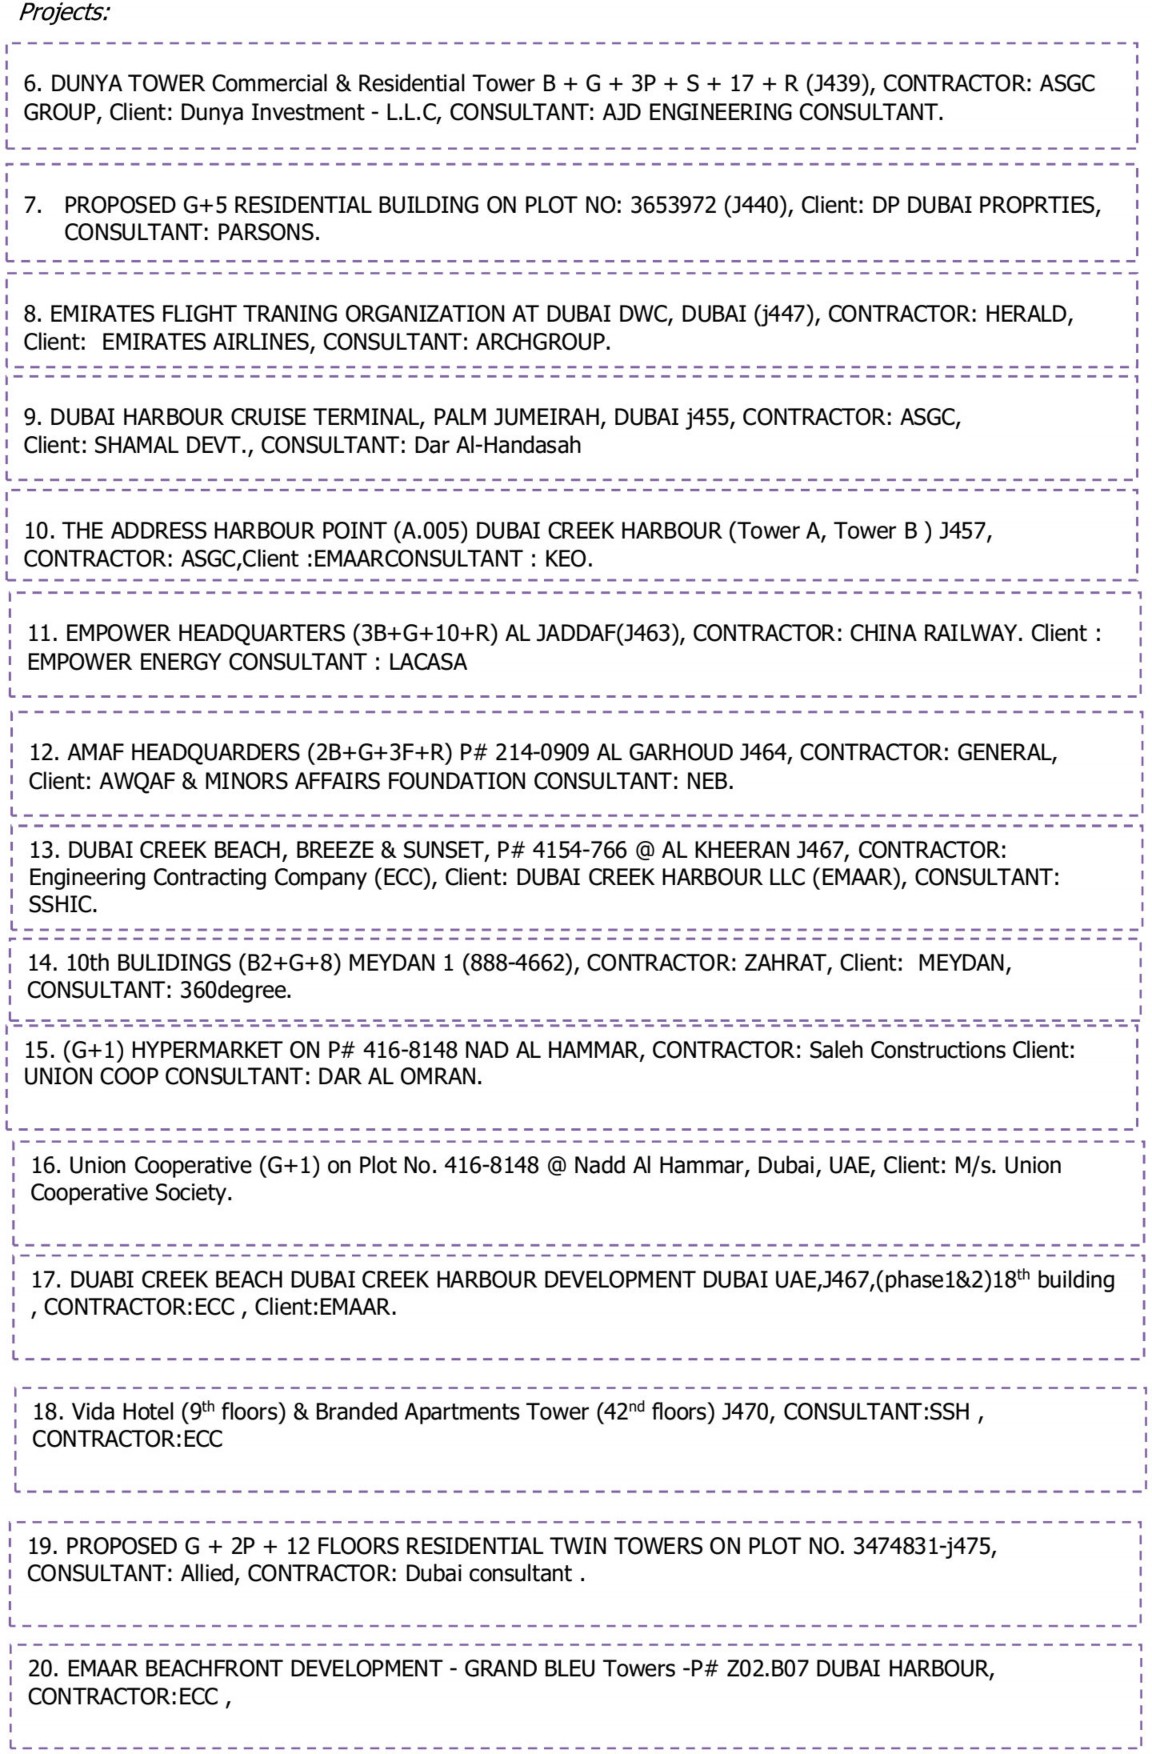 Projects:
6. DUNYA TOWER Commercial & Residential Tower B + G + 3P + S + 17 + R (J439), CONTRACTOR: ASGC
GROUP, Client: Dunya Investment - L.L.C, CONSULTANT: AJD ENGINEERING CONSULTANT.
7. PROPOSED G+5 RESIDENTIAL BUILDING ON PLOT NO: 3653972 (J440), Client: DP DUBAI PROPRTIES,
CONSULTANT: PARSONS.
8. EMIRATES FLIGHT TRANING ORGANIZATION AT DUBAI DWC, DUBAI (j447), CONTRACTOR: HERALD,
Client: EMIRATES AIRLINES, CONSULTANT: ARCHGROUP.
9. DUBAI HARBOUR CRUISE TERMINAL, PALM JUMEIRAH, DUBAI j455, CONTRACTOR: ASGC,
Client: SHAMAL DEVT., CONSULTANT: Dar Al-Handasah
10. THE ADDRESS HARBOUR POINT (A.005) DUBAI CREEK HARBOUR (Tower A, Tower B ) J457,
CONTRACTOR: ASGC,Client :EMAARCONSULTANT : KEO.
11. EMPOWER HEADQUARTERS (3B+G+10+R) AL JADDAF(J463), CONTRACTOR: CHINA RAILWAY. Client :
EMPOWER ENERGY CONSULTANT : LACASA
12. AMAF HEADQUARDERS (2B+G+3F+R) P# 214-0909 AL GARHOUD J464, CONTRACTOR: GENERAL,
Client: AWQAF & MINORS AFFAIRS FOUNDATION CONSULTANT: NEB.
13. DUBAI CREEK BEACH, BREEZE & SUNSET, P# 4154-766 @ AL KHEERAN J467, CONTRACTOR:
Engineering Contracting Company (ECC), Client: DUBAI CREEK HARBOUR LLC (EMAAR), CONSULTANT:
SSHIC.
14. 10th BULIDINGS (B2+G+8) MEYDAN 1 (888-4662), CONTRACTOR: ZAHRAT, Client: MEYDAN,
CONSULTANT: 360degree.
15. (G+1) HYPERMARKET ON P# 416-8148 NAD AL HAMMAR, CONTRACTOR: Saleh Constructions Client:
UNION COOP CONSULTANT: DAR AL OMRAN.
16. Union Cooperative (G+1) on Plot No. 416-8148 @ Nadd Al Hammar, Dubai, UAE, Client: M/s. Union
Cooperative Society.
17. DUABI CREEK BEACH DUBAI CREEK HARBOUR DEVELOPMENT DUBAI UAE,J467,(phase1&2)18th building
, CONTRACTOR:ECC , Client:EMAAR.
18. Vida Hotel (9th floors) & Branded Apartments Tower (42nd floors) J470, CONSULTANT:SSH ,
CONTRACTOR:ECC
19. PROPOSED G + 2P + 12 FLOORS RESIDENTIAL TWIN TOWERS ON PLOT NO. 3474831-j475,
CONSULTANT: Allied, CONTRACTOR: Dubai consultant .
20. EMAAR BEACHFRONT DEVELOPMENT - GRAND BLEU Towers -P# Z02.B07 DUBAI HARBOUR,
CONTRACTOR:ECC ,